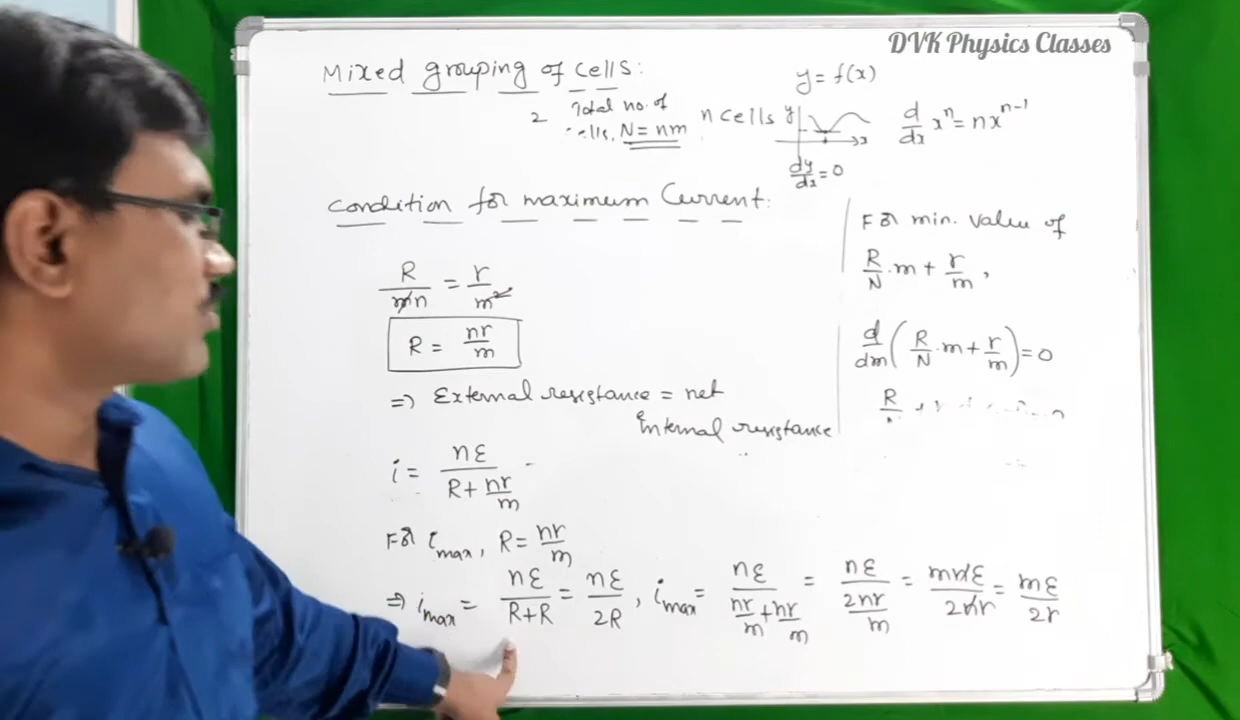 DVK Physics Classes
Mixed grouping of cells:
Total no. of
cells, N = nm
n cells
y = f(x)
y
x
dy/dx = 0
d/dx xⁿ = nxⁿ⁻¹
Condition for maximum Current:
R/mn = r/m²
R = nr/m
⇒ External resistance = net
Internal resistance
i = nε/(R + nr/m)
For i_max, R = nr/m
⇒ i_max = nε/(R+R) = nε/2R, i_max = nε/(nr/m + nr/m) = nε/(2nr/m) = mnε/2nr = mε/2r
For min. value of
R/N · m + r/m,
d/dm (R/N · m + r/m) = 0